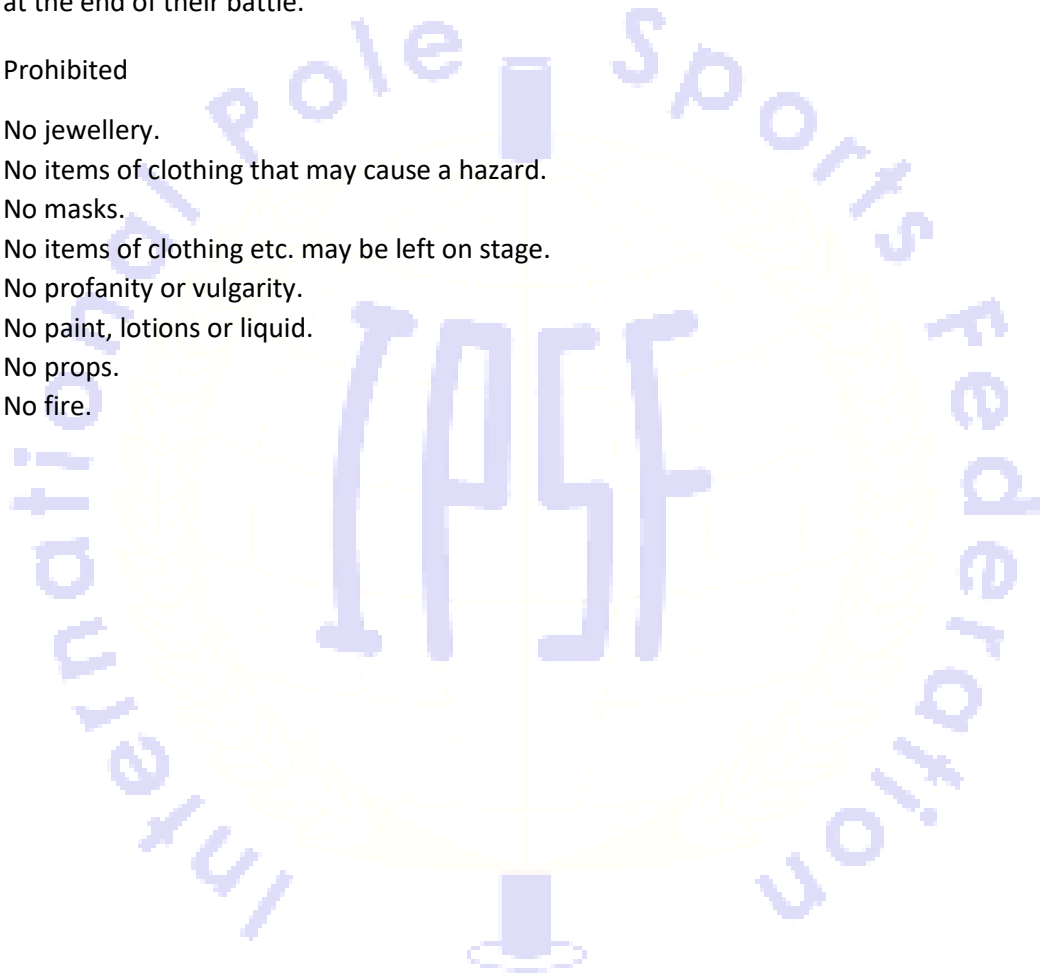 at the end of their battle.
Prohibited
No jewellery.
No items of clothing that may cause a hazard.
No masks.
No items of clothing etc. may be left on stage.
No profanity or vulgarity.
No paint, lotions or liquid.
No props.
No fire.
International Pole Sports Federation
IPSF